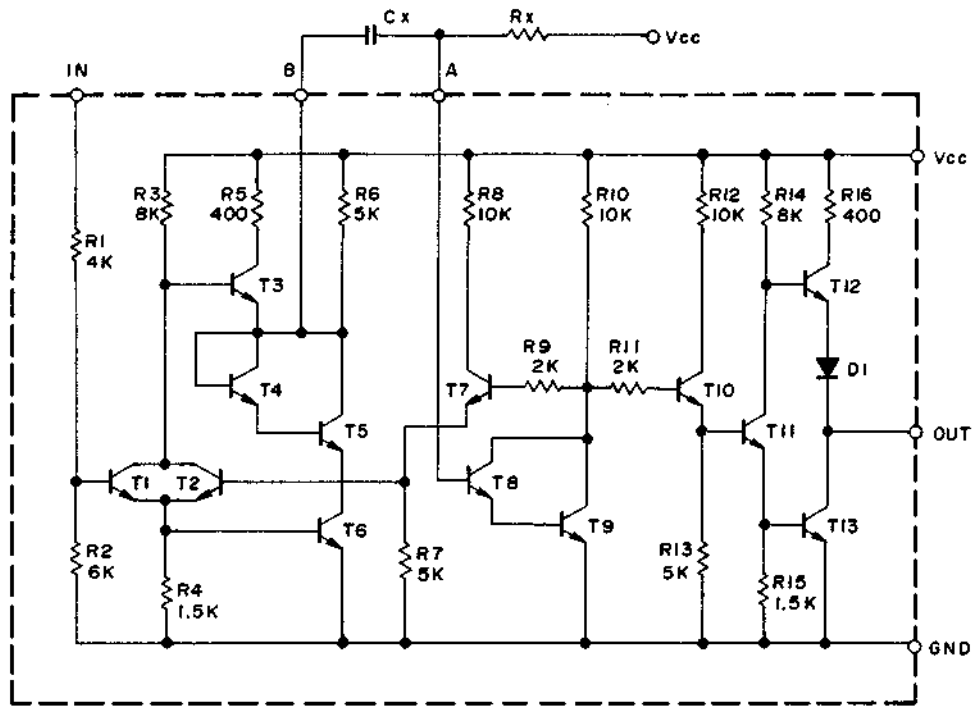 Cx
Rx
Vcc
IN
B
A
Vcc
R3
8K
R5
400
R6
5K
R8
10K
R10
10K
R12
10K
R14
8K
R16
400
R1
4K
T3
T12
R9
2K
R11
2K
D1
T4
T7
T10
T5
T11
OUT
T1
T2
T8
T6
T9
T13
R2
6K
R4
1.5K
R7
5K
R13
5K
R15
1.5K
GND